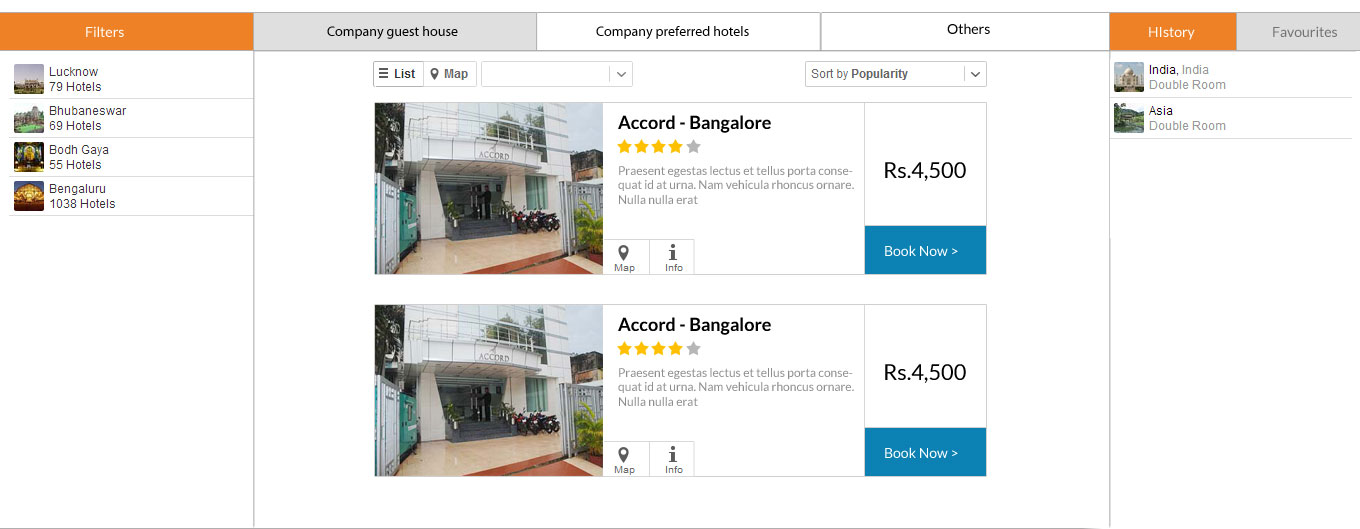 Filters
Company guest house
Company preferred hotels
Others
HIstory
Favourites
Lucknow
79 Hotels
Bhubaneswar
69 Hotels
Bodh Gaya
55 Hotels
Bengaluru
1038 Hotels
List
Map
Sort by Popularity
ACCORD
Accord - Bangalore
Praesent egestas lectus et tellus porta conse-
quat id at urna. Nam vehicula rhoncus ornare.
Nulla nulla erat
Map
Info
Rs.4,500
Book Now >
ACCORD
Accord - Bangalore
Praesent egestas lectus et tellus porta conse-
quat id at urna. Nam vehicula rhoncus ornare.
Nulla nulla erat
Map
Info
Rs.4,500
Book Now >
India, India
Double Room
Asia
Double Room